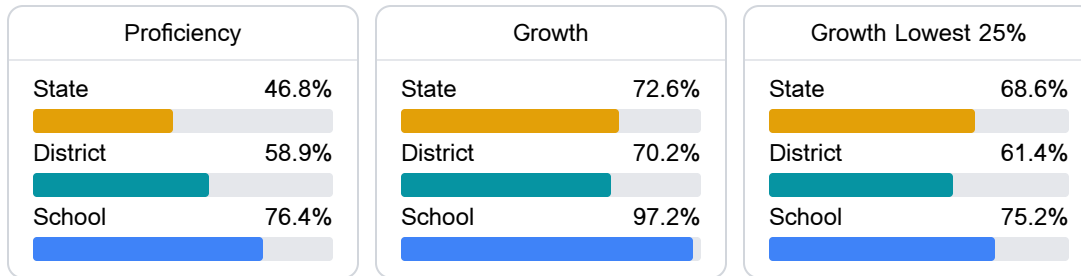 Proficiency
State 46.8%
District 58.9%
School 76.4%
Growth
State 72.6%
District 70.2%
School 97.2%
Growth Lowest 25%
State 68.6%
District 61.4%
School 75.2%